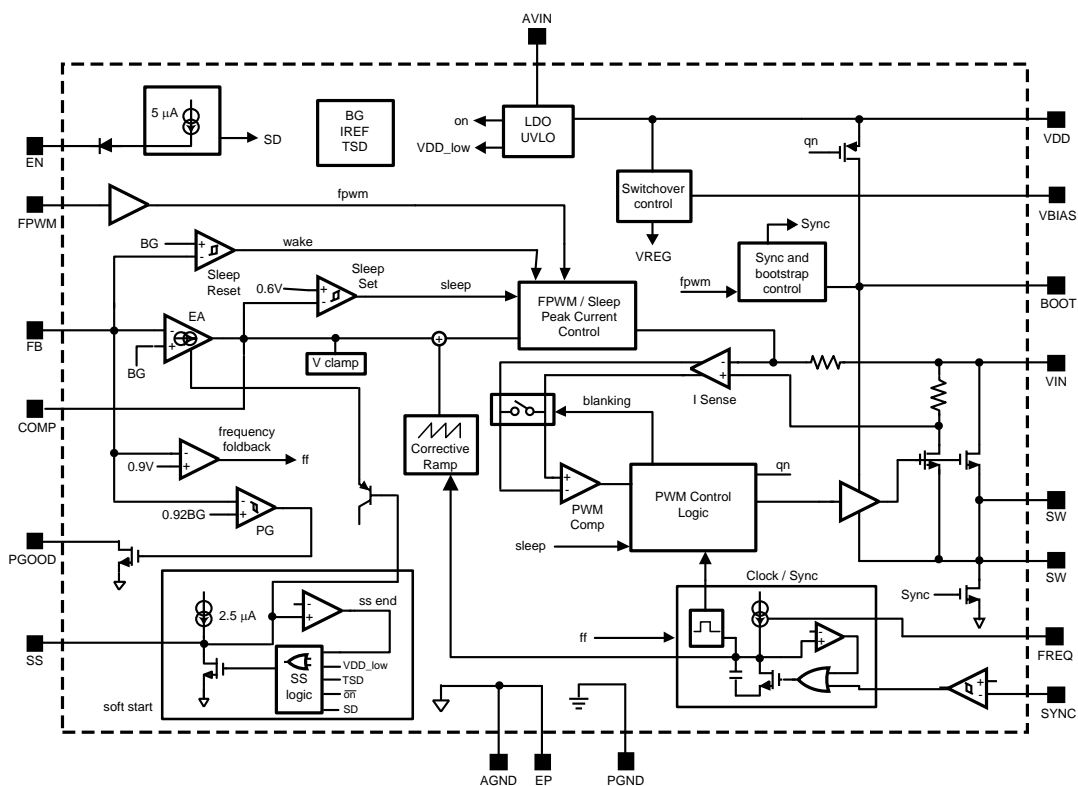 AVIN
5 μA
SD
EN
BG
IREF
TSD
on
VDD_low
LDO
UVLO
VDD
qn
FPWM
fpwm
Switchover
control
VBIAS
VREG
Sync
BG
+
-
wake
Sleep
Reset
0.6V
+
-
Sleep
Set
sleep
FPWM / Sleep
Peak Current
Control
fpwm
Sync and
bootstrap
control
BOOT
FB
-
+
EA
BG
V clamp
+
-
+
I Sense
VIN
COMP
blanking
Corrective
Ramp
frequency
foldback
-
+
0.9V
ff
+
-
PWM
Comp
PWM Control
Logic
qn
-
+
0.92BG
PG
SW
PGOOD
sleep
SW
Clock / Sync
2.5 μA
-
+
ss end
Sync
ff
-
+
SS
FREQ
SS
logic
VDD_low
TSD
on
SD
soft start
+
-
SYNC
AGND
EP
PGND